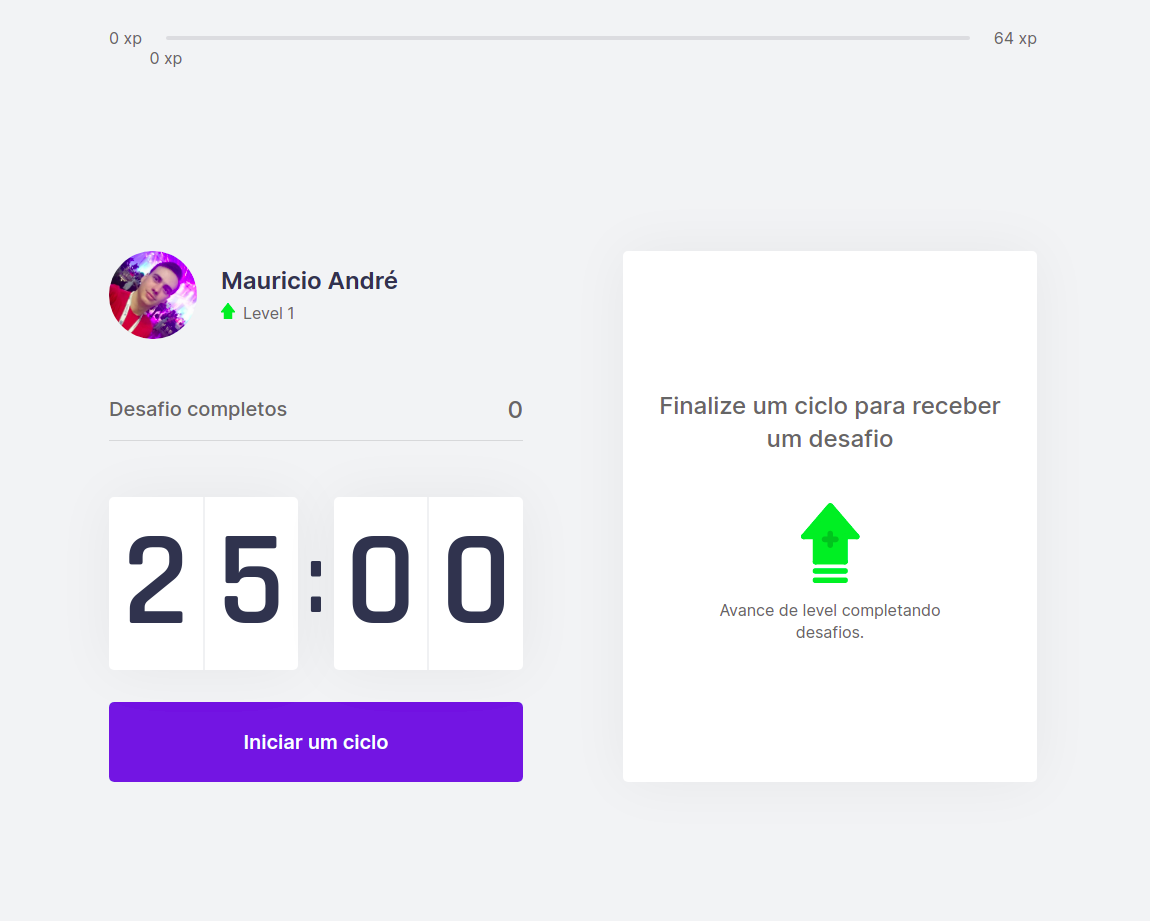 0 xp
64 xp
0 xp
Mauricio André
Level 1
Desafio completos
0
25:00
Iniciar um ciclo
Finalize um ciclo para receber
um desafio
Avance de level completando
desafios.